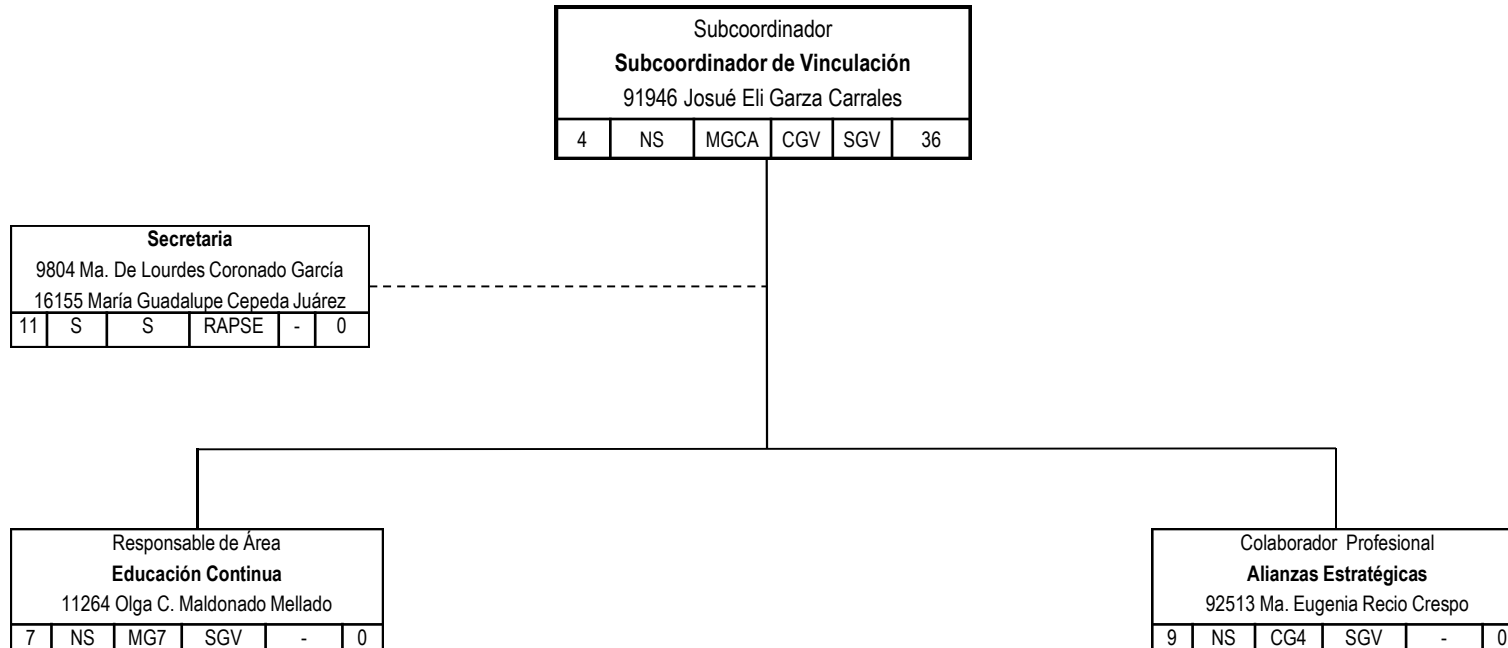 Subcoordinador
Subcoordinador de Vinculación
91946 Josué Eli Garza Carrales
4 NS MGCA CGV SGV 36
Secretaria
9804 Ma. De Lourdes Coronado García
16155 María Guadalupe Cepeda Juárez
11 S S RAPSE - 0
Responsable de Área
Educación Continua
11264 Olga C. Maldonado Mellado
7 NS MG7 SGV - 0
Colaborador Profesional
Alianzas Estratégicas
92513 Ma. Eugenia Recio Crespo
9 NS CG4 SGV - 0